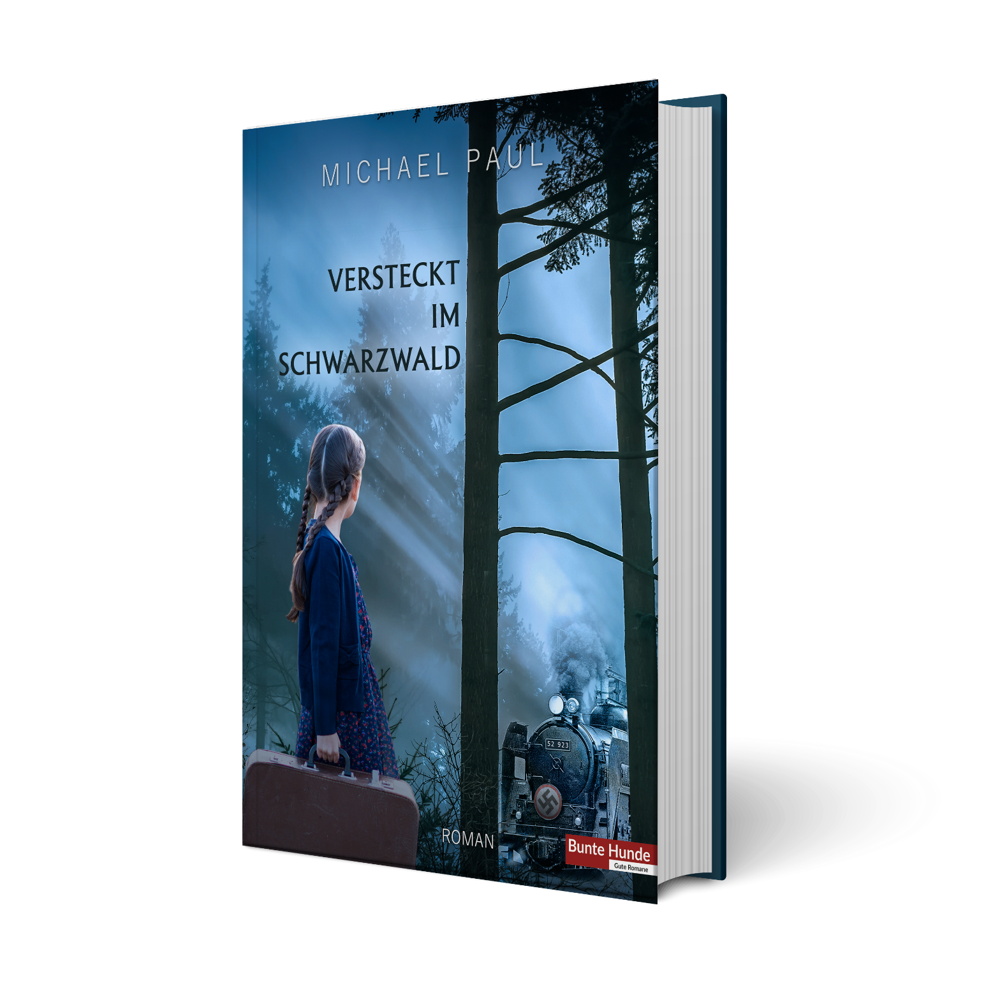 MICHAEL PAUL
VERSTECKT
IM
SCHWARZWALD
52 923
ROMAN
Bunte Hunde
Gute Romane